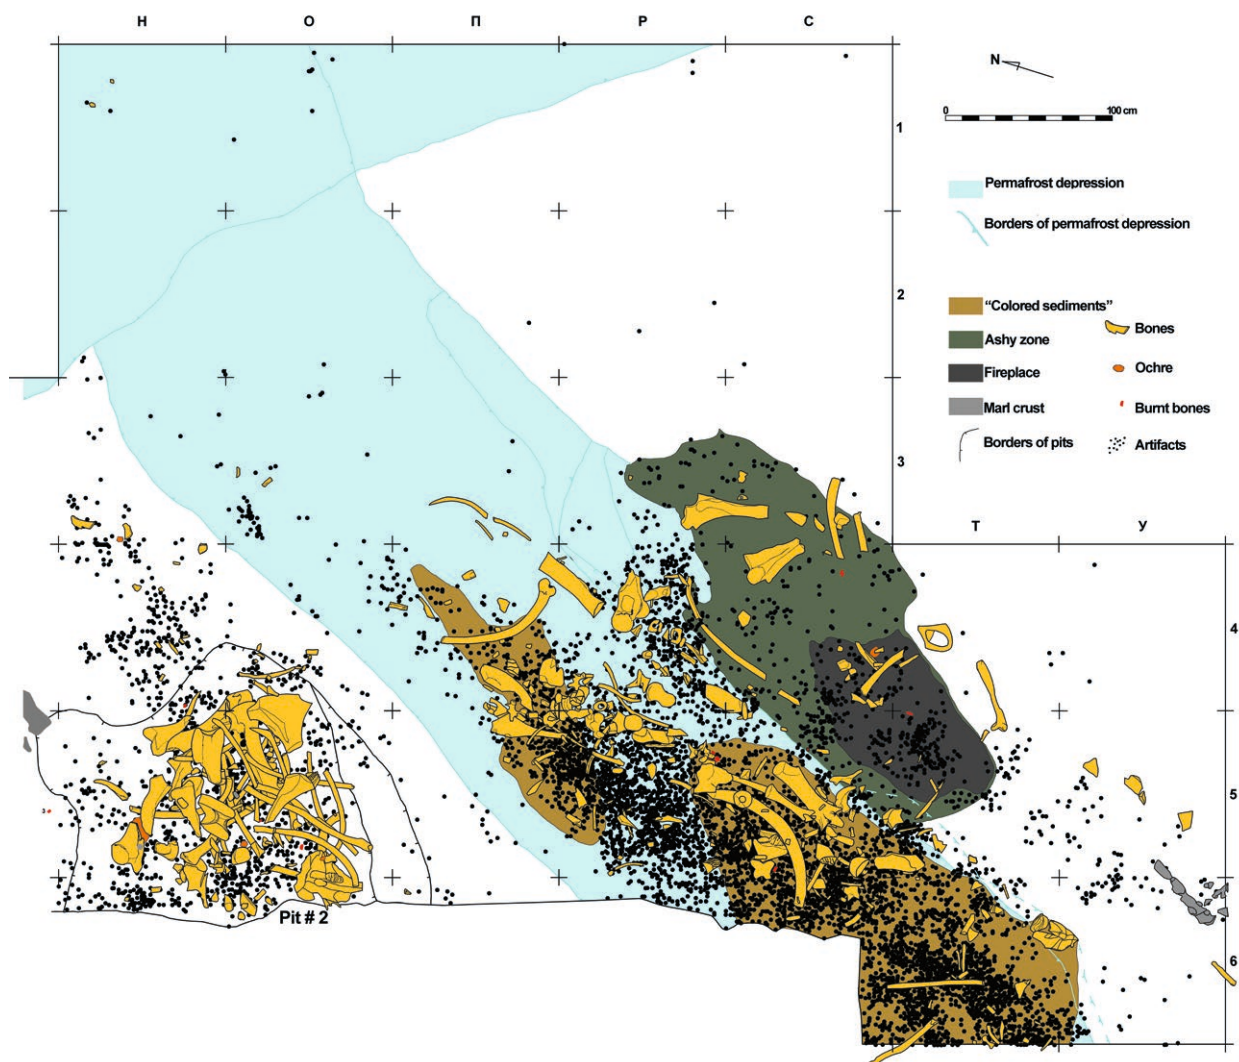 Н О П Р С
N
0 100 cm
1
Permafrost depression
Borders of permafrost depression
2
“Colored sediments”
Bones
Ashy zone
Fireplace
Ochre
Marl crust
Burnt bones
Borders of pits
Artifacts
3
Т У
4
5
3
Pit # 2
6